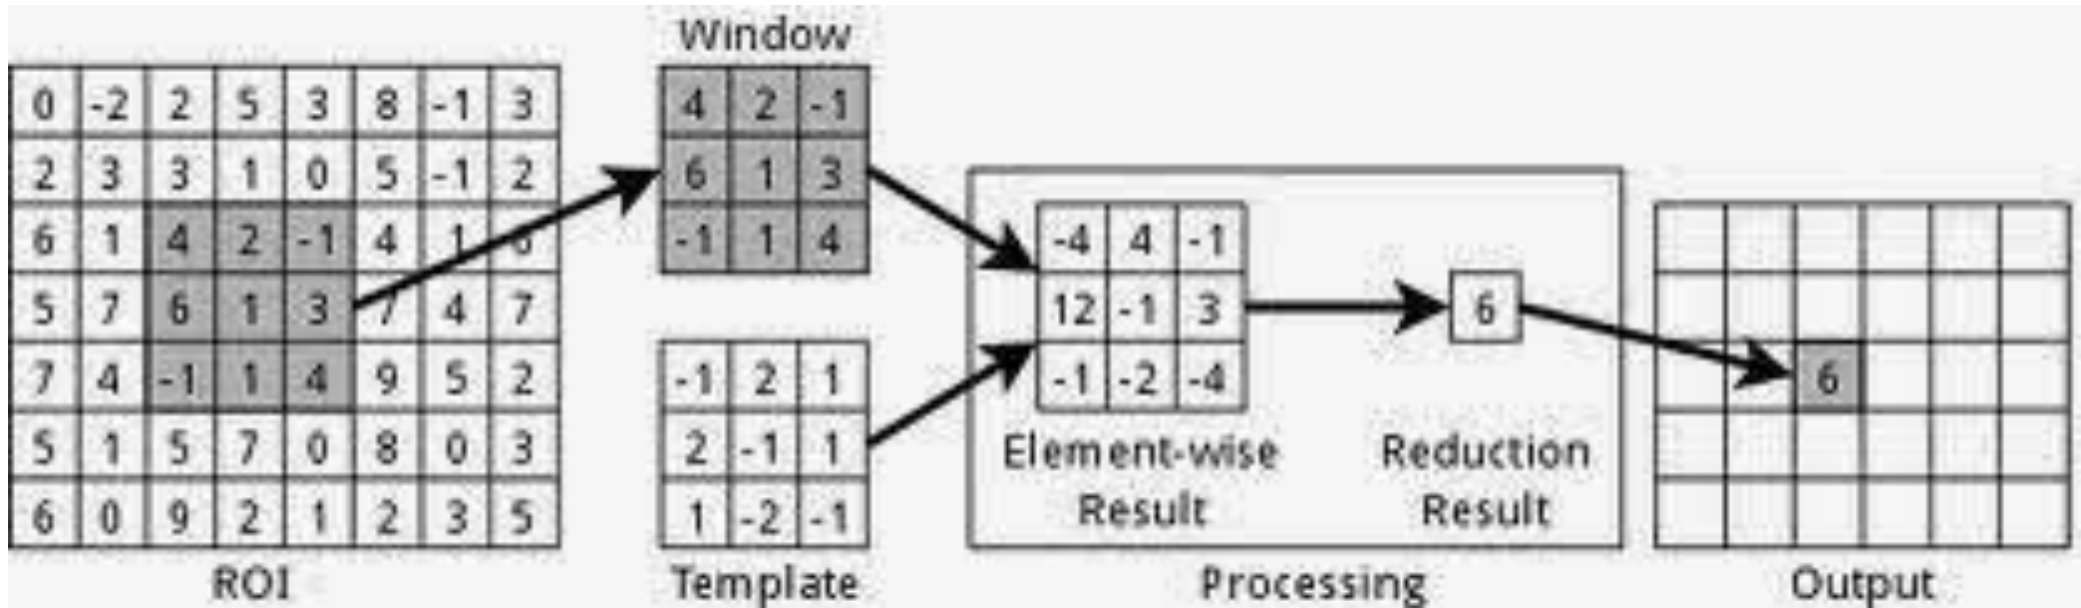 Window
0 -2 2 5 3 8 -1 3
2 3 3 1 0 5 -1 2
6 1 4 2 -1 4 1 6
5 7 6 1 3 7 4 7
7 4 -1 1 4 9 5 2
5 1 5 7 0 8 0 3
6 0 9 2 1 2 3 5
ROI
4 2 -1
6 1 3
-1 1 4
-1 2 1
2 -1 1
1 -2 -1
Template
-4 4 -1
12 -1 3
-1 -2 -4
Element-wise
Result
6
Reduction
Result
Processing
6
Output